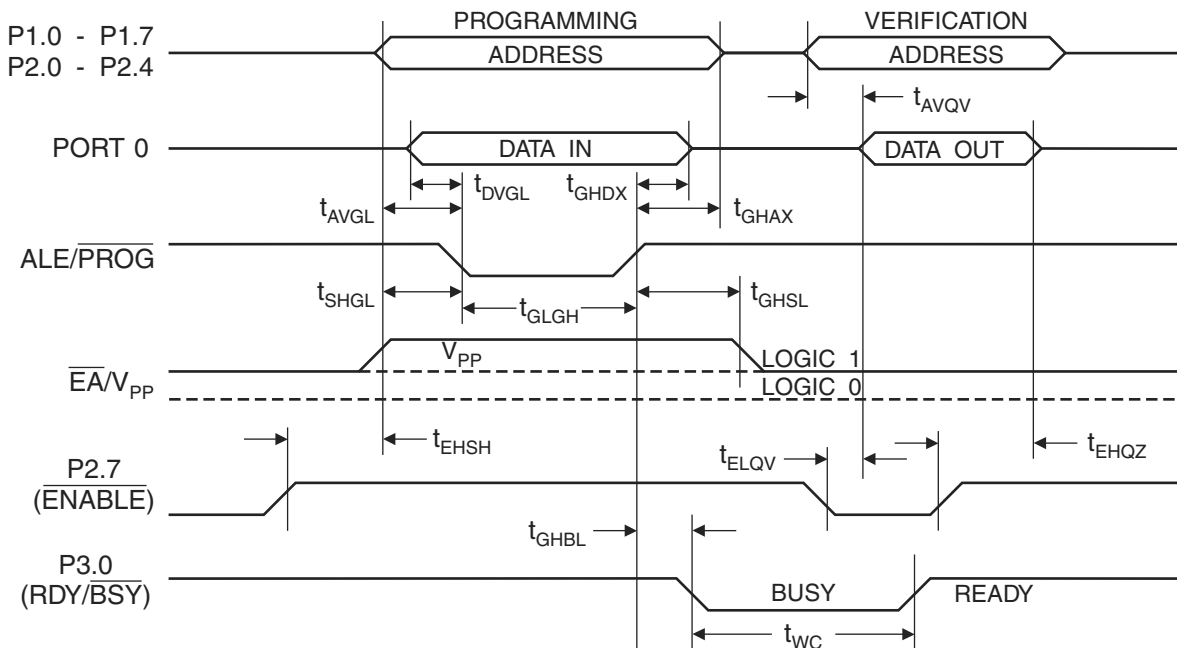 PROGRAMMING
VERIFICATION
P1.0 - P1.7
P2.0 - P2.4
ADDRESS
ADDRESS
tAVQV
PORT 0
DATA IN
DATA OUT
tDVGL
tGHDX
tAVGL
tGHAX
ALE/PROG
tSHGL
tGLGH
tGHSL
VPP
LOGIC 1
EA/VPP
LOGIC 0
tEHSH
tELQV
tEHQZ
P2.7
(ENABLE)
tGHBL
P3.0
(RDY/BSY)
BUSY
READY
tWC